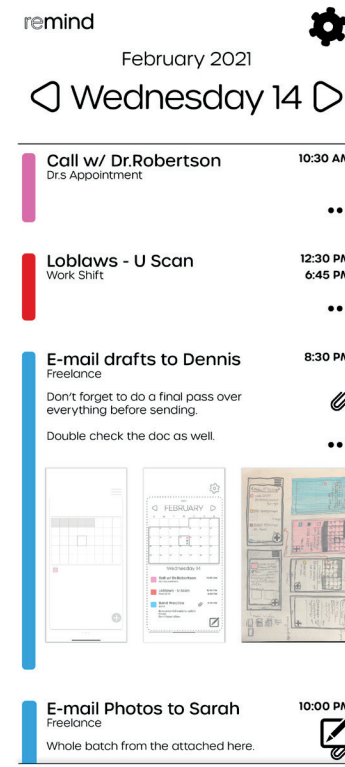 remind
February 2021
Wednesday 14
Call w/ Dr.Robertson 10:30 AM
Dr.s Appointment
Loblaws - U Scan 12:30 PM
Work Shift 6:45 PM
E-mail drafts to Dennis 8:30 PM
Freelance
Don't forget to do a final pass over
everything before sending.
Double check the doc as well.
FEBRUARY
Wednesday 14
E-mail Photos to Sarah 10:00 PM
Freelance
Whole batch from the attached here.